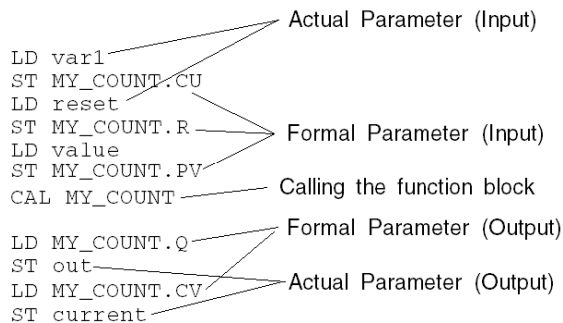 Actual Parameter (Input)
LD var1
ST MY_COUNT.CU
LD reset
ST MY_COUNT.R
Formal Parameter (Input)
LD value
ST MY_COUNT.PV
CAL MY_COUNT
Calling the function block
Formal Parameter (Output)
LD MY_COUNT.Q
ST out
Actual Parameter (Output)
LD MY_COUNT.CV
ST current